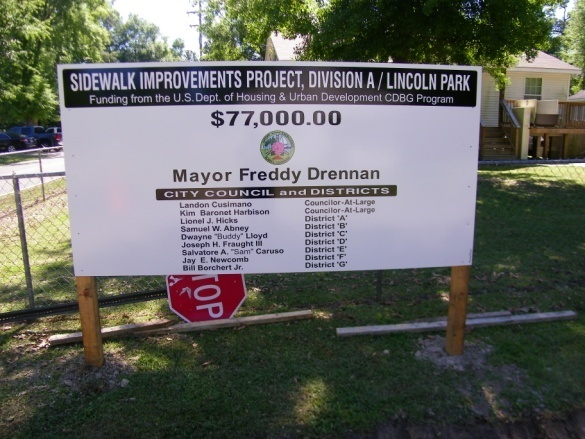 SIDEWALK IMPROVEMENTS PROJECT, DIVISION A / LINCOLN PARK
Funding from the U.S. Dept. of Housing & Urban Development CDBG Program
$77,000.00
Mayor Freddy Drennan
CITY COUNCIL and DISTRICTS
Landon Cusimano Councilor-At-Large
Kim Baronet Harbison Councilor-At-Large
Lionel J. Hicks District 'A'
Samuel W. Abney District 'B'
Dwayne "Buddy" Lloyd District 'C'
Joseph H. Fraught III District 'D'
Salvatore A. "Sam" Caruso District 'E'
Jay E. Newcomb District 'F'
Bill Borchert Jr. District 'G'
STOP